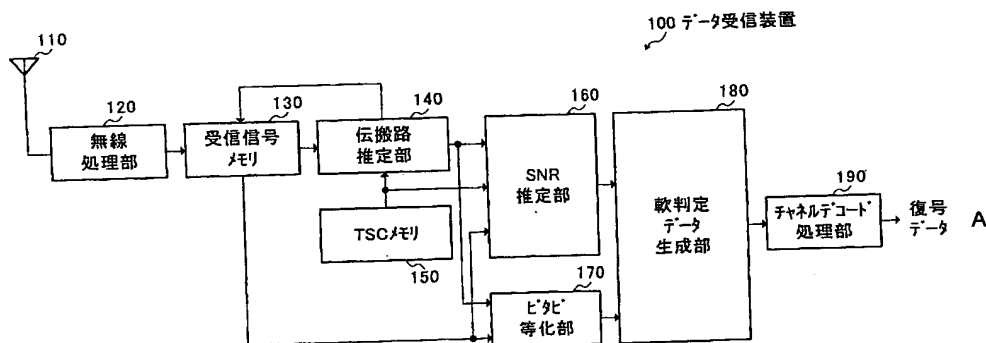 100 データ受信装置
110
120
無線
処理部
130
受信信号
メモリ
140
伝搬路
推定部
TSCメモリ
150
160
SNR
推定部
170
ビタビ
等化部
180
軟判定
データ
生成部
190
チャネルデコード
処理部
復号
データ
A